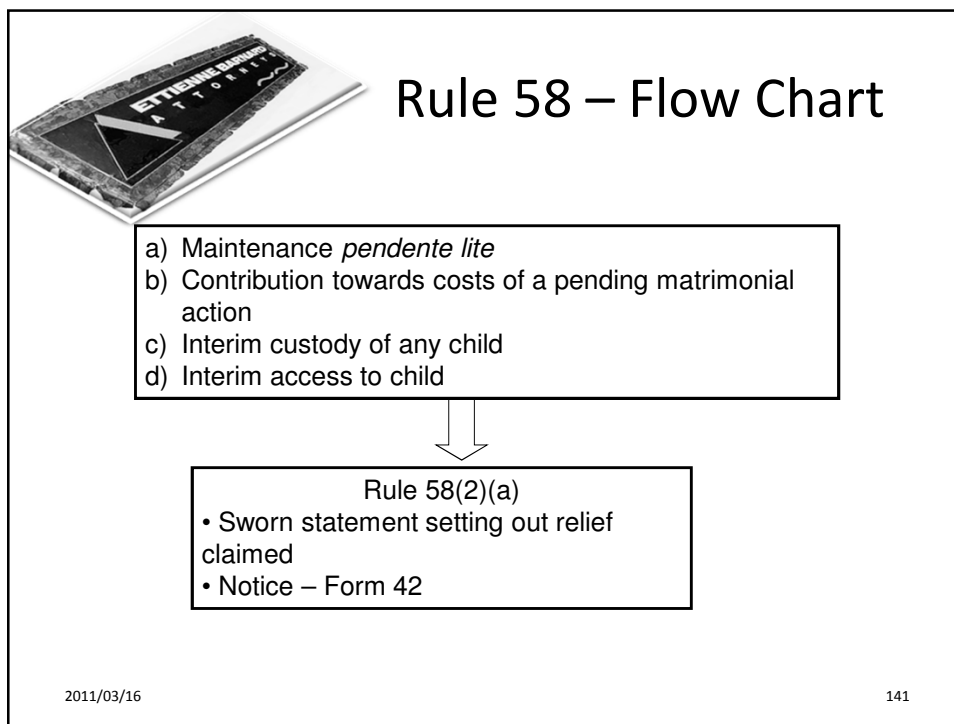 ETTIENNE BARNARD
ATTORNEYS
Rule 58 – Flow Chart
a) Maintenance pendente lite
b) Contribution towards costs of a pending matrimonial
action
c) Interim custody of any child
d) Interim access to child
Rule 58(2)(a)
• Sworn statement setting out relief
claimed
• Notice – Form 42
2011/03/16
141